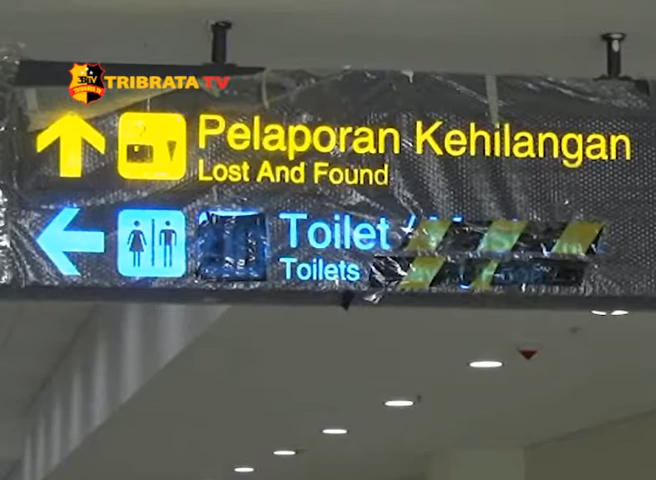 TRIBRATA TV
Pelaporan Kehilangan
Lost And Found
Toilet /
Toilets